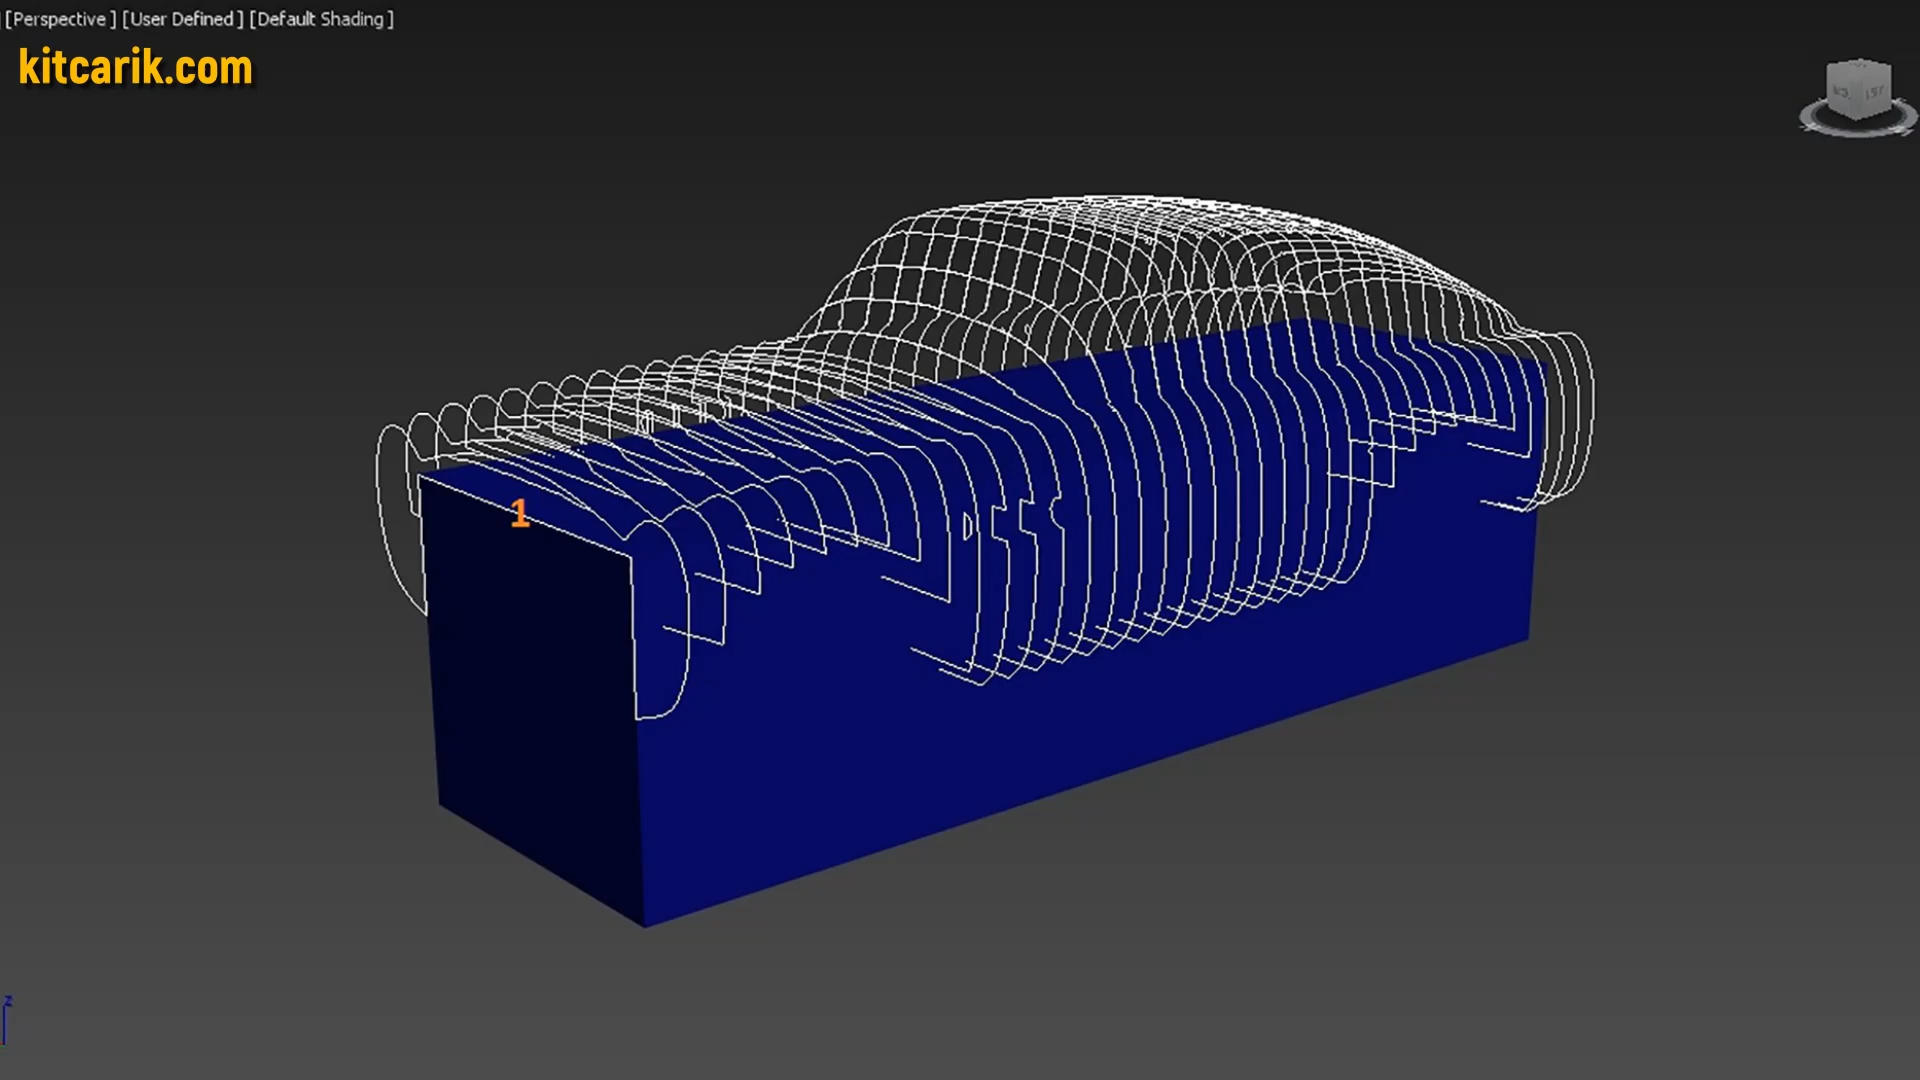 [Perspective ] [User Defined ] [Default Shading ]
kitcarik.com
1
z